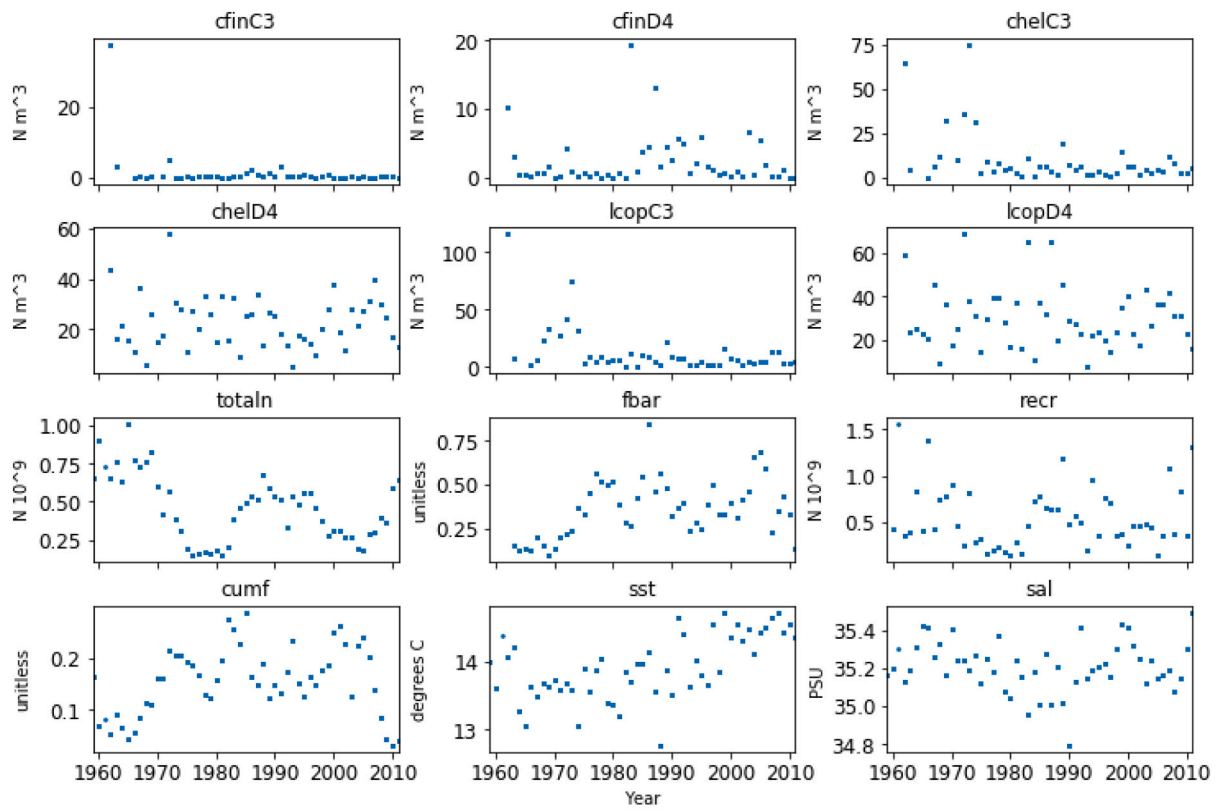 cfinC3 cfinD4 chelC3
N m^3 N m^3 N m^3
40
20 20 75
50
10
25
0 0 0
chelD4 lcopC3 lcopD4
N m^3 N m^3 N m^3
60
100 60
40
50 40
20
20
0
totaln fbar recr
N 10^9 unitless N 10^9
1.00 1.5
0.75
0.75 1.0
0.50
0.50
0.25 0.25 0.5
cumf sst sal
unitless degrees C PSU
35.4
0.2 14 35.2
35.0
0.1
13 34.8
1960 1970 1980 1990 2000 2010 1960 1970 1980 1990 2000 2010 1960 1970 1980 1990 2000 2010
Year